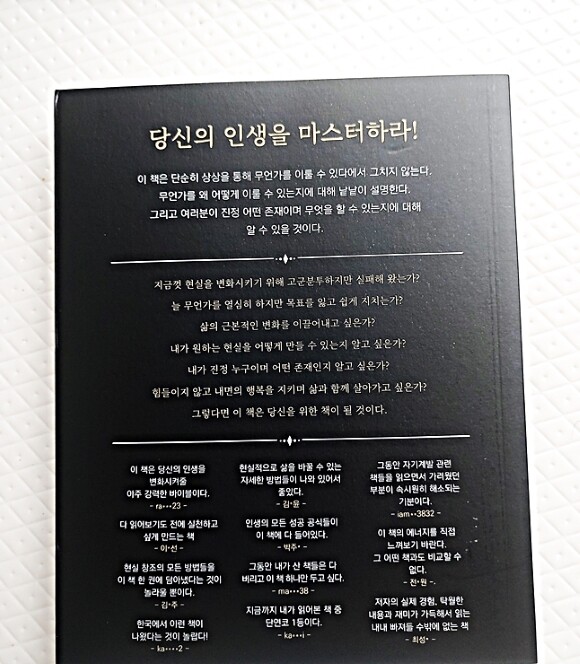 당신의 인생을 마스터하라!
이 책은 단순히 상상을 통해 무언가를 이룰 수 있다에서 그치지 않는다.
무언가를 왜 어떻게 이룰 수 있는지에 대해 낱낱이 설명한다.
그리고 여러분이 진정 어떤 존재이며 무엇을 할 수 있는지에 대해
알 수 있을 것이다.
지금껏 현실을 변화시키기 위해 고군분투하지만 실패해 왔는가?
늘 무언가를 열심히 하지만 목표를 잃고 쉽게 지치는가?
삶의 근본적인 변화를 이끌어내고 싶은가?
내가 원하는 현실을 어떻게 만들 수 있는지 알고 싶은가?
내가 진정 누구이며 어떤 존재인지 알고 싶은가?
힘들이지 않고 내면의 행복을 지키며 삶과 함께 살아가고 싶은가?
그렇다면 이 책은 당신을 위한 책이 될 것이다.
이 책은 당신의 인생을
변화시켜줄
아주 강력한 바이블이다.
- ra••••23 -
다 읽어보기도 전에 실천하고
싶게 만드는 책
- 이•선 -
현실 창조의 모든 방법들을
이 책 한 권에 담아냈다는 것이
놀라울 뿐이다.
- 김•주 -
한국에서 이런 책이
나왔다는 것이 놀랍다!
- ka••••2 -
현실적으로 삶을 바꿀 수 있는
자세한 방법들이 나와 있어서
좋았다.
- 김•윤 -
인생의 모든 성공 공식들이
이 책에 다 들어있다.
- 박주• -
그동안 내가 산 책들은 다
버리고 이 책 하나만 두고 싶다.
- ma•••38 -
지금까지 내가 읽어본 책 중
단연코 1등이다.
- ka•••i -
그동안 자기계발 관련
책들을 읽으면서 가려웠던
부분이 속시원히 해소되는
기분이다.
- iam••3832 -
이 책의 에너지를 직접
느껴보기 바란다.
그 어떤 책과도 비교할 수
없다.
- 전•원 -
저자의 실제 경험, 탁월한
내용과 재미가 가득해서 읽는
내내 빠져들 수밖에 없는 책
- 최성• -